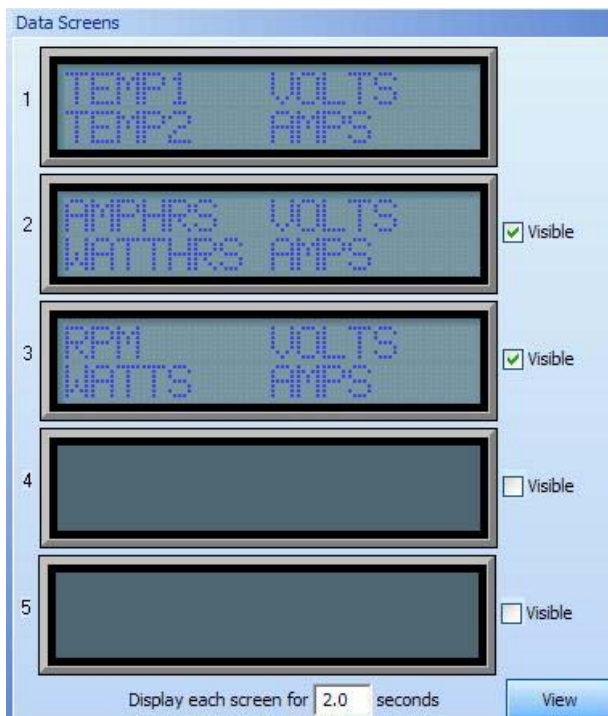 Data Screens
1
TEMP1 VOLTS
TEMP2 AMPS
2
AMPHRS VOLTS
WATTHRS AMPS
Visible
3
RPM VOLTS
WATTS AMPS
Visible
4
Visible
5
Visible
Display each screen for 2.0 seconds
View